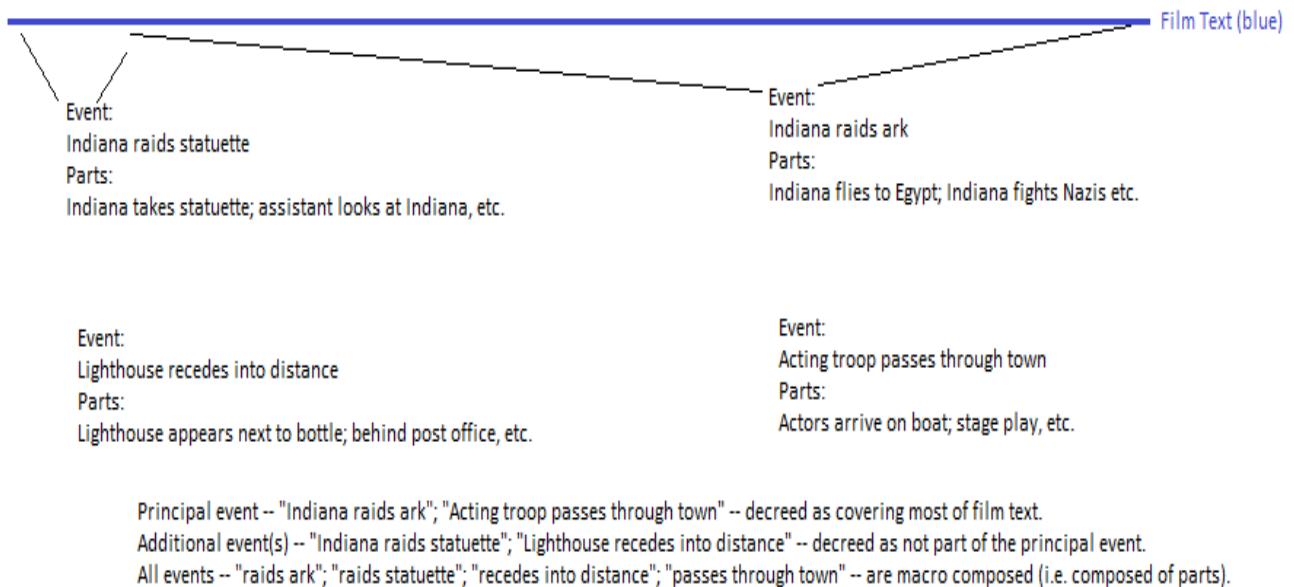 Film Text (blue)
Event:
Indiana raids statuette
Parts:
Indiana takes statuette; assistant looks at Indiana, etc.
Event:
Indiana raids ark
Parts:
Indiana flies to Egypt; Indiana fights Nazis etc.
Event:
Lighthouse recedes into distance
Parts:
Lighthouse appears next to bottle; behind post office, etc.
Event:
Acting troop passes through town
Parts:
Actors arrive on boat; stage play, etc.
Principal event -- "Indiana raids ark"; "Acting troop passes through town" -- decreed as covering most of film text.
Additional event(s) -- "Indiana raids statuette"; "Lighthouse recedes into distance" -- decreed as not part of the principal event.
All events -- "raids ark"; "raids statuette"; "recedes into distance"; "passes through town" -- are macro composed (i.e. composed of parts).